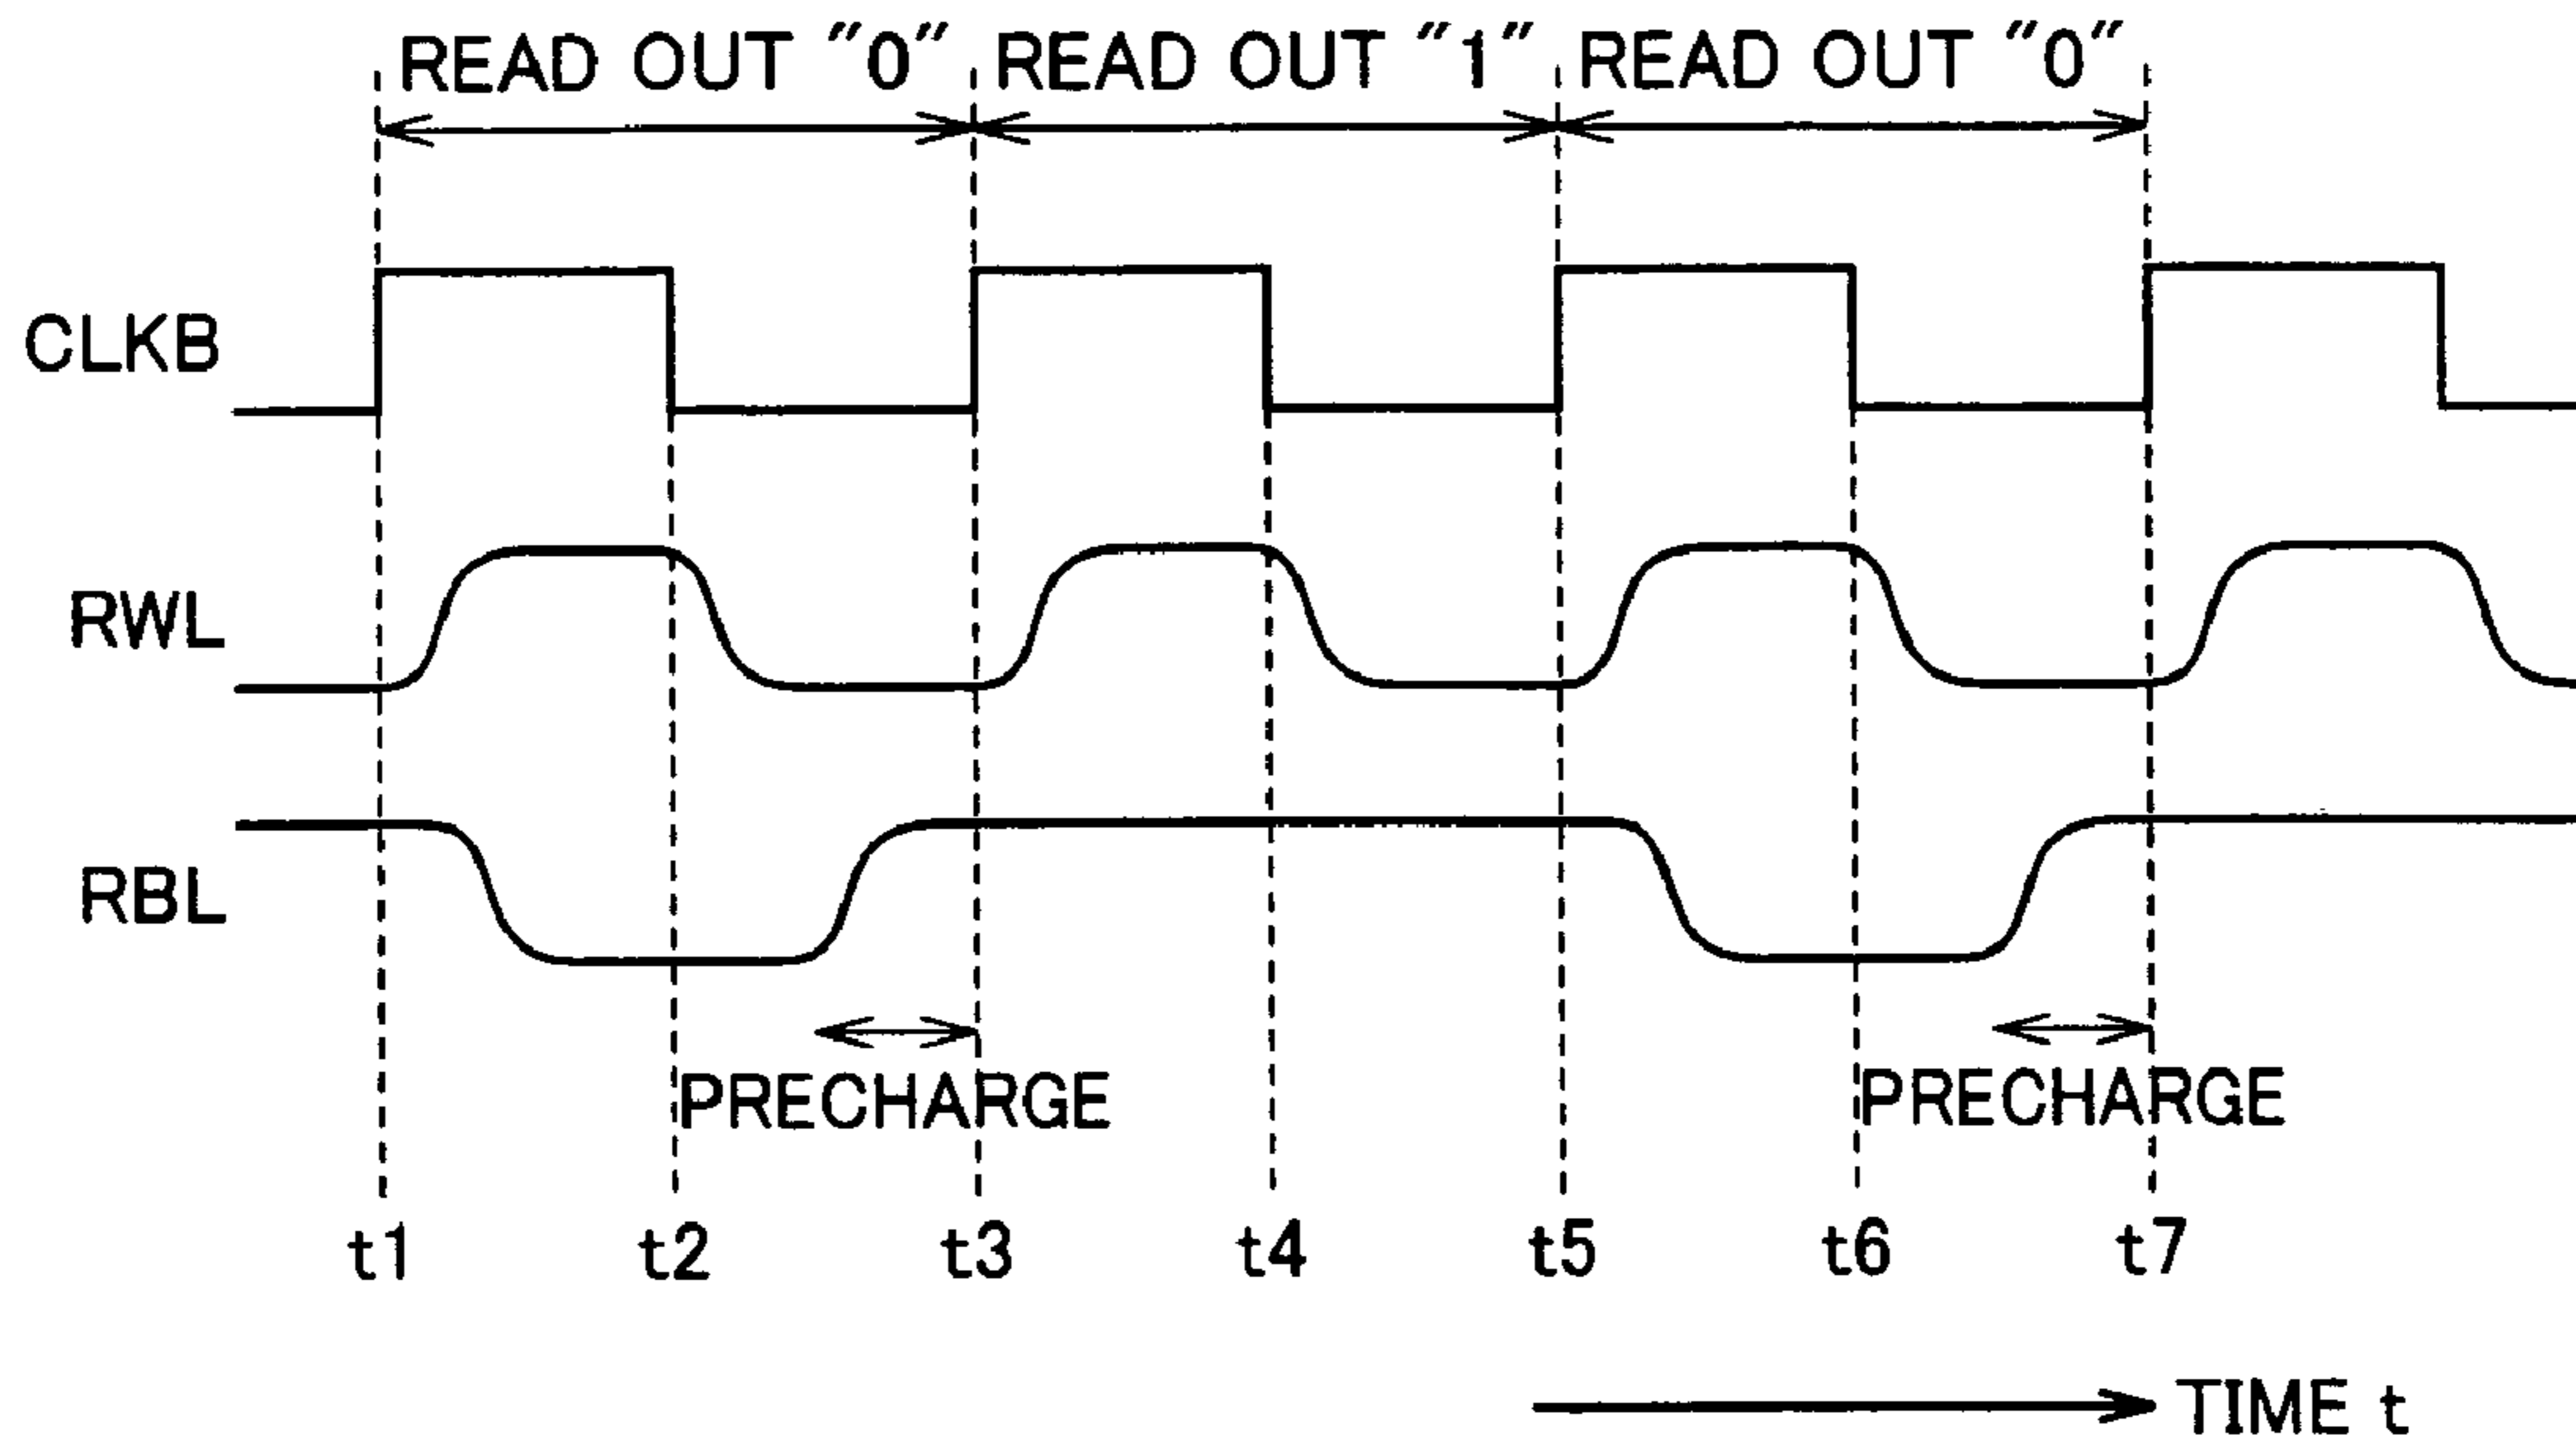 READ OUT "0" READ OUT "1" READ OUT "0"
CLKB
RWL
RBL
PRECHARGE PRECHARGE
t1 t2 t3 t4 t5 t6 t7
TIME t